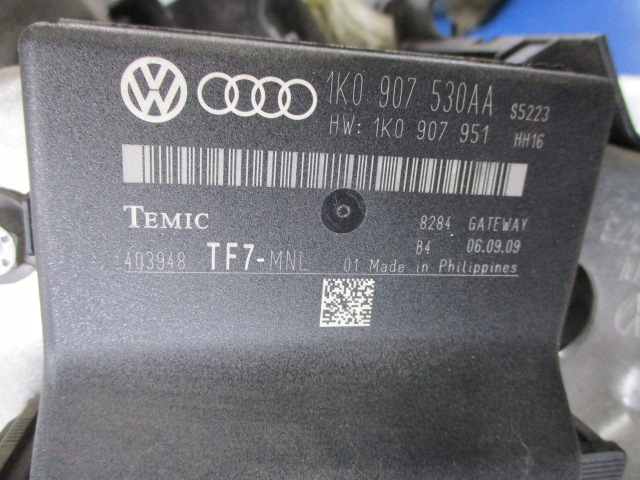 1K0 907 530AA S5223
HW: 1K0 907 951 HH16
TEMIC
8284 GATEWAY
B4 06.09.09
403948 TF7-MNL 01 Made in Philippines